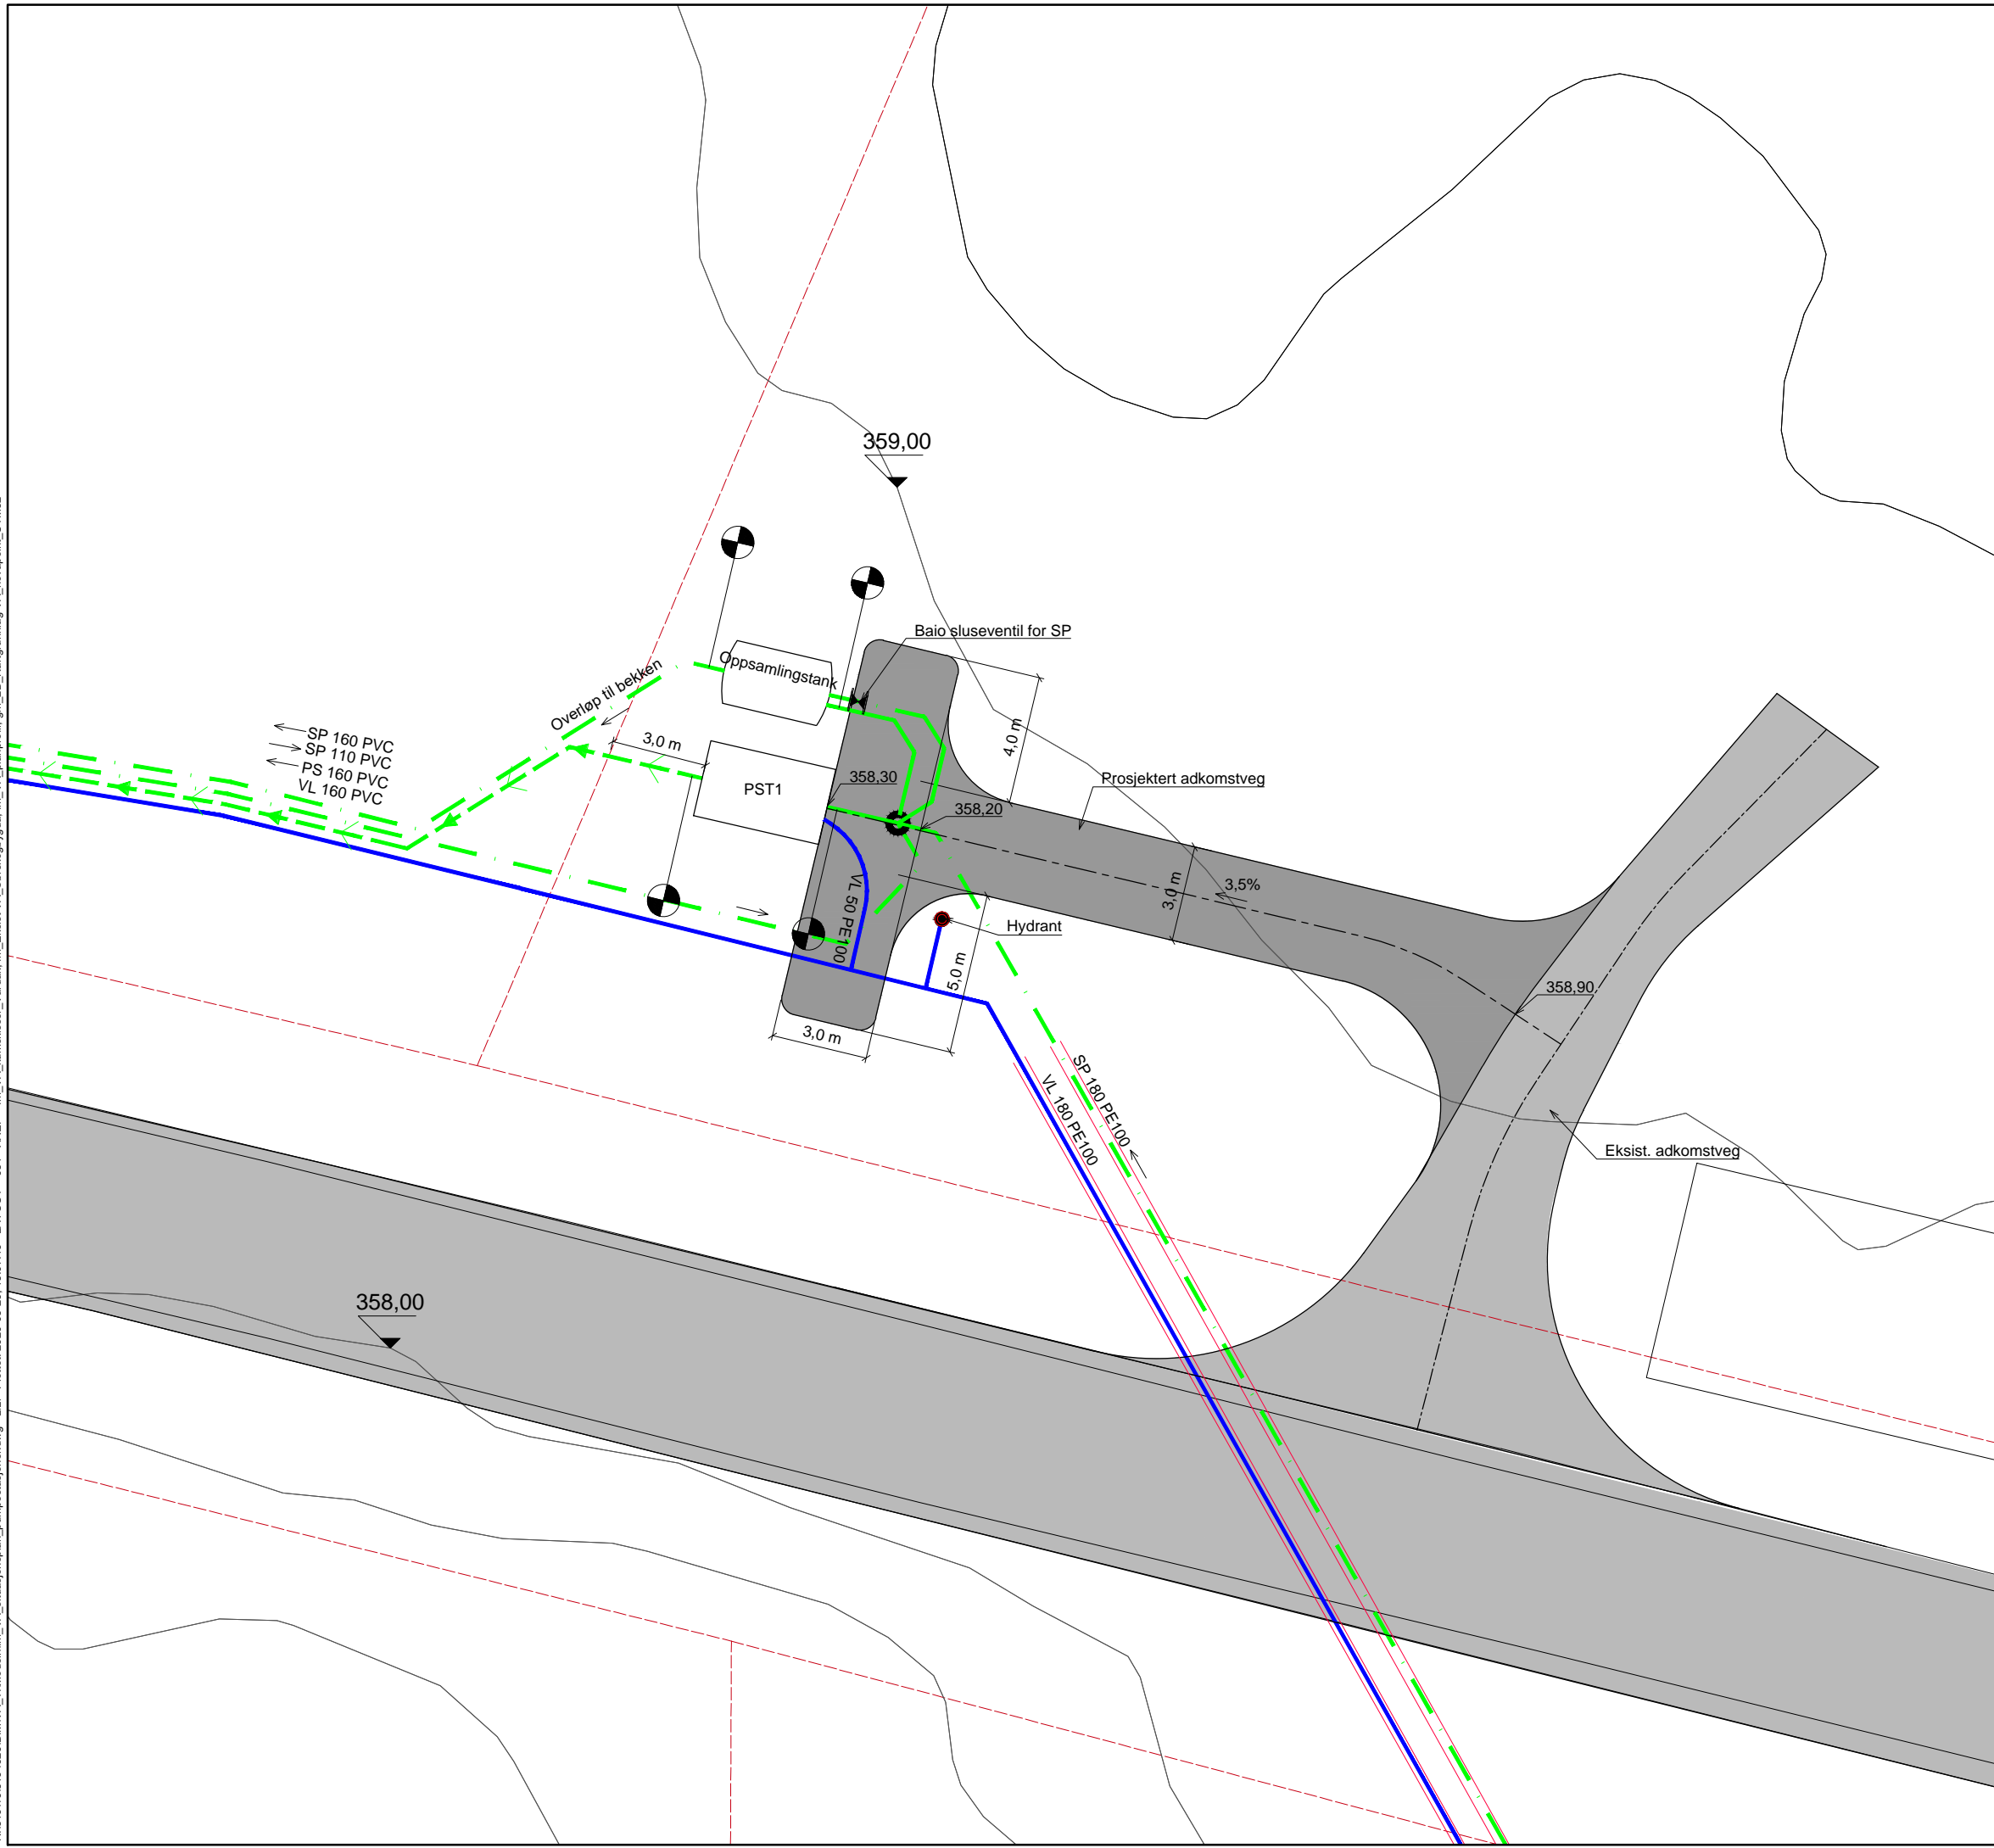 359,00
Baio sluseventil for SP
Oppsamlingstank
Overløp til bekken
SP 160 PVC
SP 110 PVC
PS 160 PVC
VL 160 PVC
3,0 m
4,0 m
PST1
358,30
358,20
Prosjektert adkomstveg
3,5%
3,0 m
VL 50 PE100
Hydrant
5,0 m
3,0 m
358,90
SP 180 PE100
VL 180 PE100
Eksist. adkomstveg
358,00